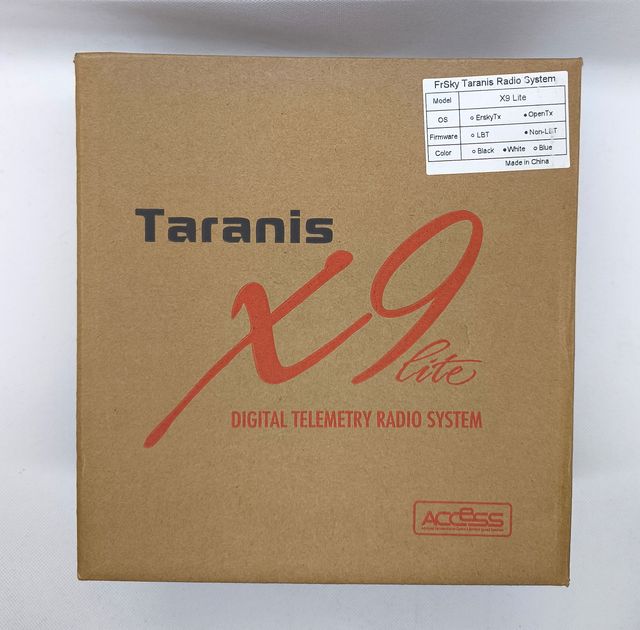 FrSky Taranis Radio System
Model X9 Lite
OS ○ ErskyTx ● OpenTx
Firmware ○ LBT ● Non-LBT
Color ○ Black ● White ○ Blue
Made in China
Taranis
X9
lite
DIGITAL TELEMETRY RADIO SYSTEM
ACCESS